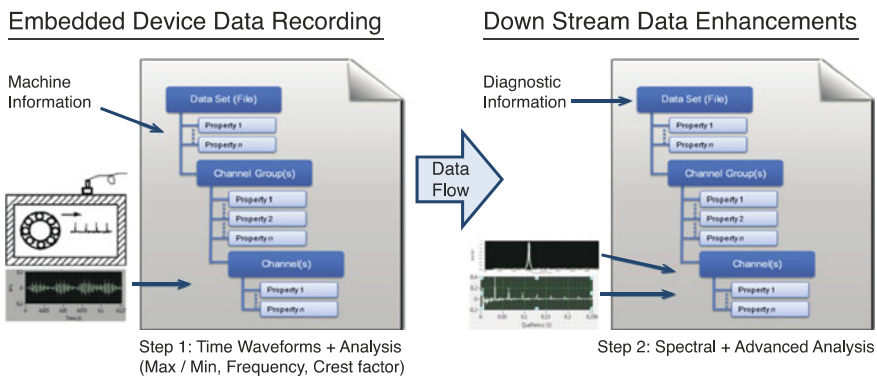 Embedded Device Data Recording
Down Stream Data Enhancements
Machine
Information
Data Set (File)
Property 1
Property n
Channel Group(s)
Property 1
Property 2
Property n
Channel(s)
Property 1
Property n
Data
Flow
Diagnostic
Information
Data Set (File)
Property 1
Property n
Channel Group(s)
Property 1
Property 2
Property n
Channel(s)
Property 1
Property n
Time (s)
Quefrency (s)
Step 1: Time Waveforms + Analysis
(Max / Min, Frequency, Crest factor)
Step 2: Spectral + Advanced Analysis